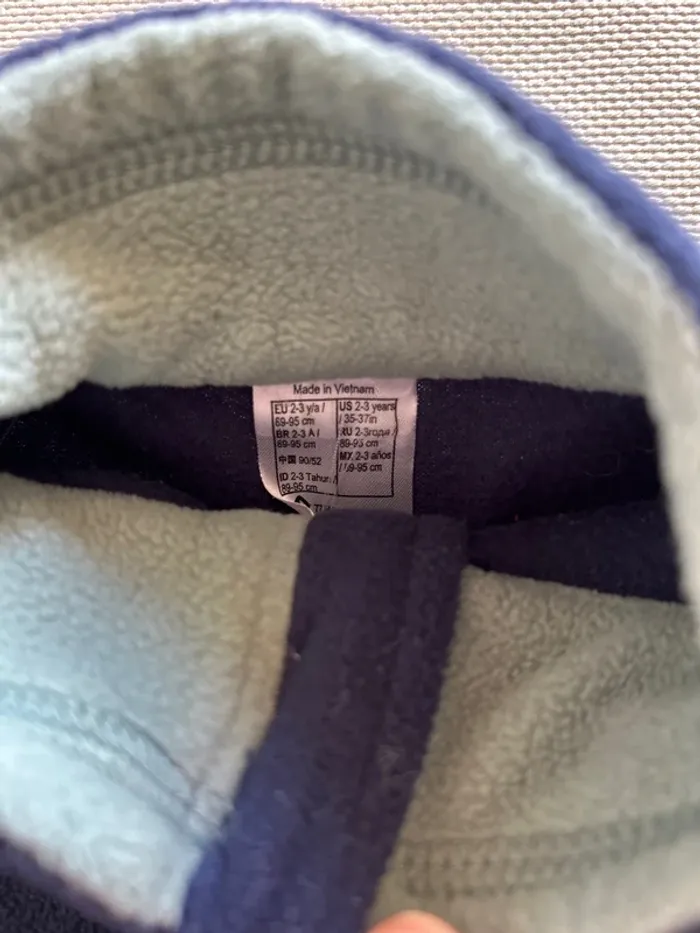 Made in Vietnam
EU 2-3 y/a /
89-95 cm
BR 2-3 A /
89-95 cm
中国 90/52
ID 2-3 Tahun /
89-95 cm
US 2-3 years
/ 35-37in
RU 2-3годы /
89-95 cm
MX 2-3 años
/ 89-95 cm